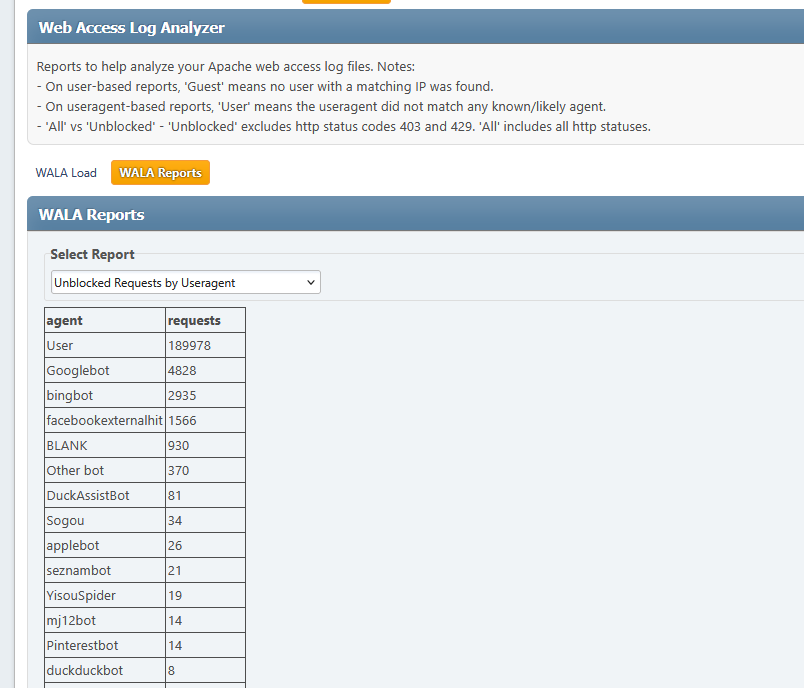 Web Access Log Analyzer
Reports to help analyze your Apache web access log files. Notes:
- On user-based reports, 'Guest' means no user with a matching IP was found.
- On useragent-based reports, 'User' means the useragent did not match any known/likely agent.
- 'All' vs 'Unblocked' - 'Unblocked' excludes http status codes 403 and 429. 'All' includes all http statuses.
WALA Load WALA Reports
WALA Reports
Select Report
Unblocked Requests by Useragent
agent requests
User 189978
Googlebot 4828
bingbot 2935
facebookexternalhit 1566
BLANK 930
Other bot 370
DuckAssistBot 81
Sogou 34
applebot 26
seznambot 21
YisouSpider 19
mj12bot 14
Pinterestbot 14
duckduckbot 8